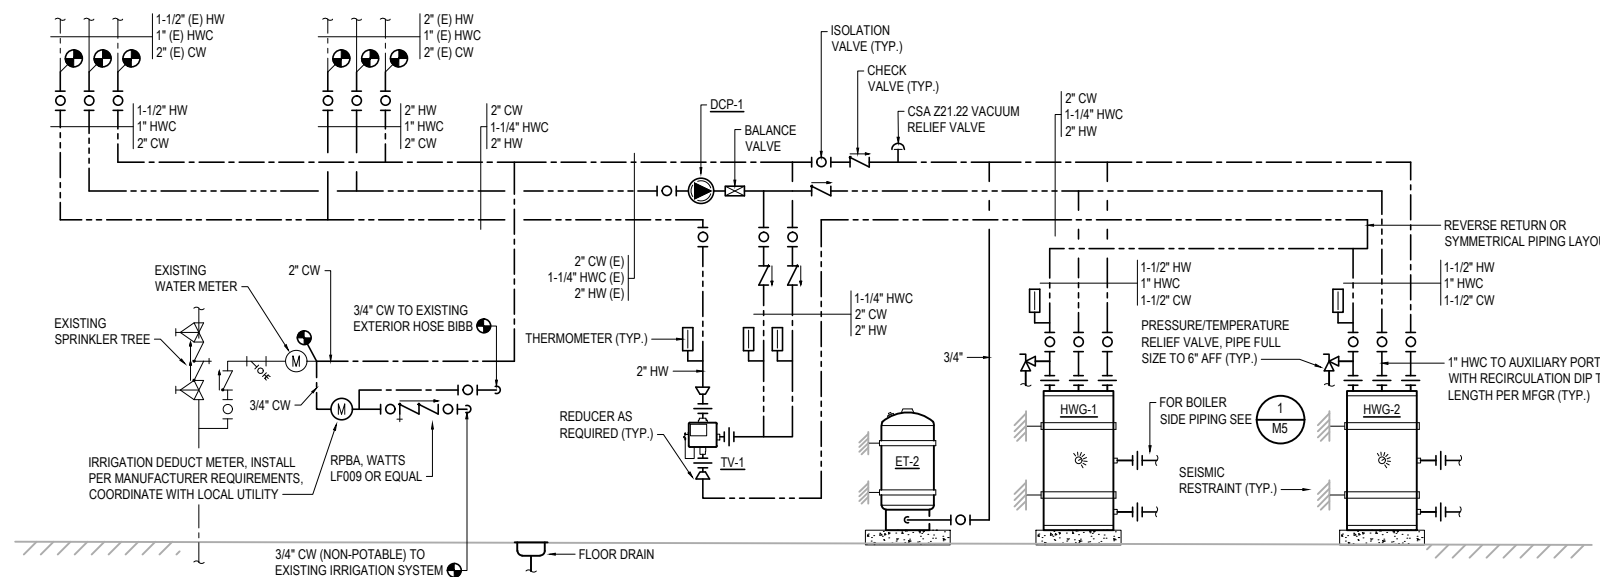 1-1/2" (E) HW
1" (E) HWC
2" (E) CW
2" (E) HW
1" (E) HWC
2" (E) CW
ISOLATION
VALVE (TYP.)
CHECK
VALVE (TYP.)
CSA Z21.22 VACUUM
RELIEF VALVE
DCP-1
BALANCE
VALVE
1-1/2" HW
1" HWC
2" CW
2" HW
1" HWC
2" CW
2" CW
1-1/4" HWC
2" HW
2" CW
1-1/4" HWC
2" HW
REVERSE RETURN OR
SYMMETRICAL PIPING LAYOU
EXISTING
WATER METER
2" CW
2" CW (E)
1-1/4" HWC (E)
2" HW (E)
1-1/2" HW
1" HWC
1-1/2" CW
1-1/2" HW
1" HWC
1-1/2" CW
1-1/4" HWC
2" CW
2" HW
EXISTING
SPRINKLER TREE
3/4" CW TO EXISTING
EXTERIOR HOSE BIBB
THERMOMETER (TYP.)
PRESSURE/TEMPERATURE
RELIEF VALVE, PIPE FULL
SIZE TO 6" AFF (TYP.)
M
3/4"
2" HW
1" HWC TO AUXILIARY PORT
WITH RECIRCULATION DIP T
LENGTH PER MFGR (TYP.)
3/4" CW
M
REDUCER AS
REQUIRED (TYP.)
HWG-1
FOR BOILER
SIDE PIPING SEE
1
M5
HWG-2
IRRIGATION DEDUCT METER, INSTALL
PER MANUFACTURER REQUIREMENTS,
COORDINATE WITH LOCAL UTILITY
RPBA, WATTS
LF009 OR EQUAL
TV-1
ET-2
SEISMIC
RESTRAINT (TYP.)
3/4" CW (NON-POTABLE) TO
EXISTING IRRIGATION SYSTEM
FLOOR DRAIN